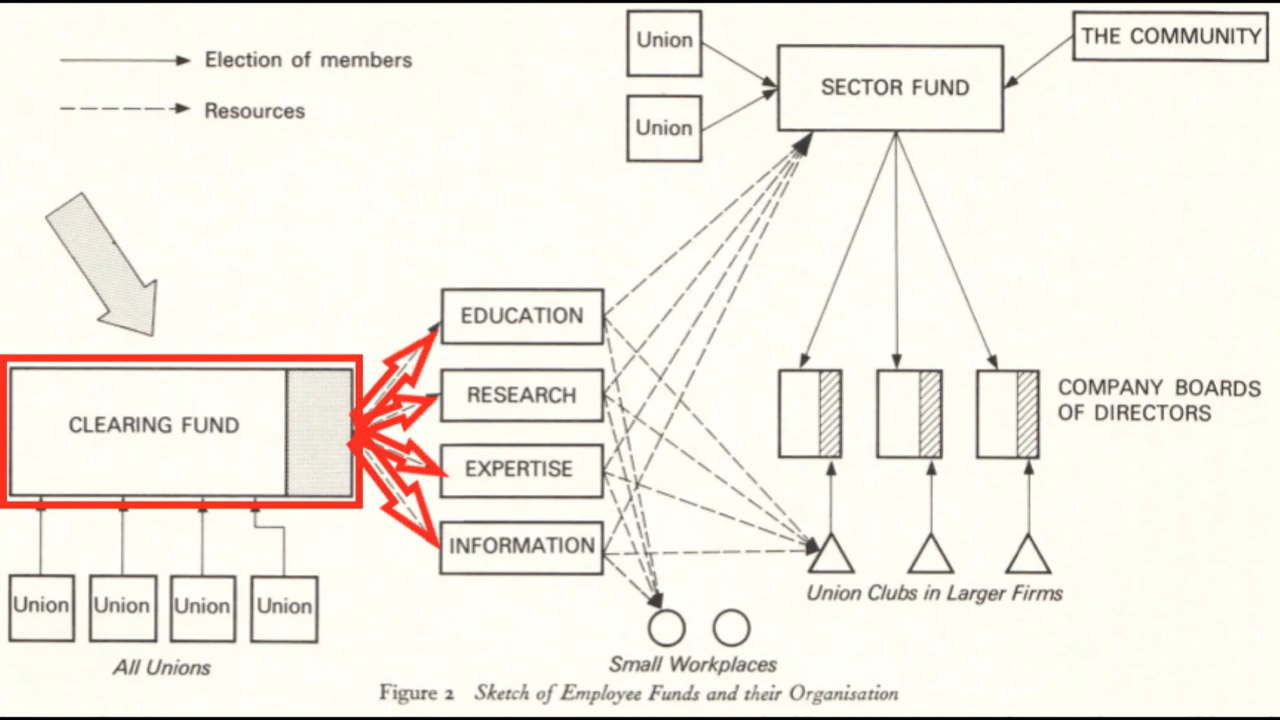 Election of members
Resources
Union
Union
SECTOR FUND
THE COMMUNITY
EDUCATION
RESEARCH
EXPERTISE
INFORMATION
CLEARING FUND
COMPANY BOARDS
OF DIRECTORS
Union Union Union Union
All Unions
Union Clubs in Larger Firms
Small Workplaces
Figure 2 Sketch of Employee Funds and their Organisation